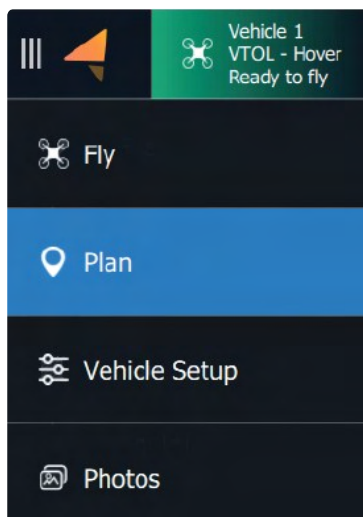 Vehicle 1
VTOL - Hover
Ready to fly
Fly
Plan
Vehicle Setup
Photos